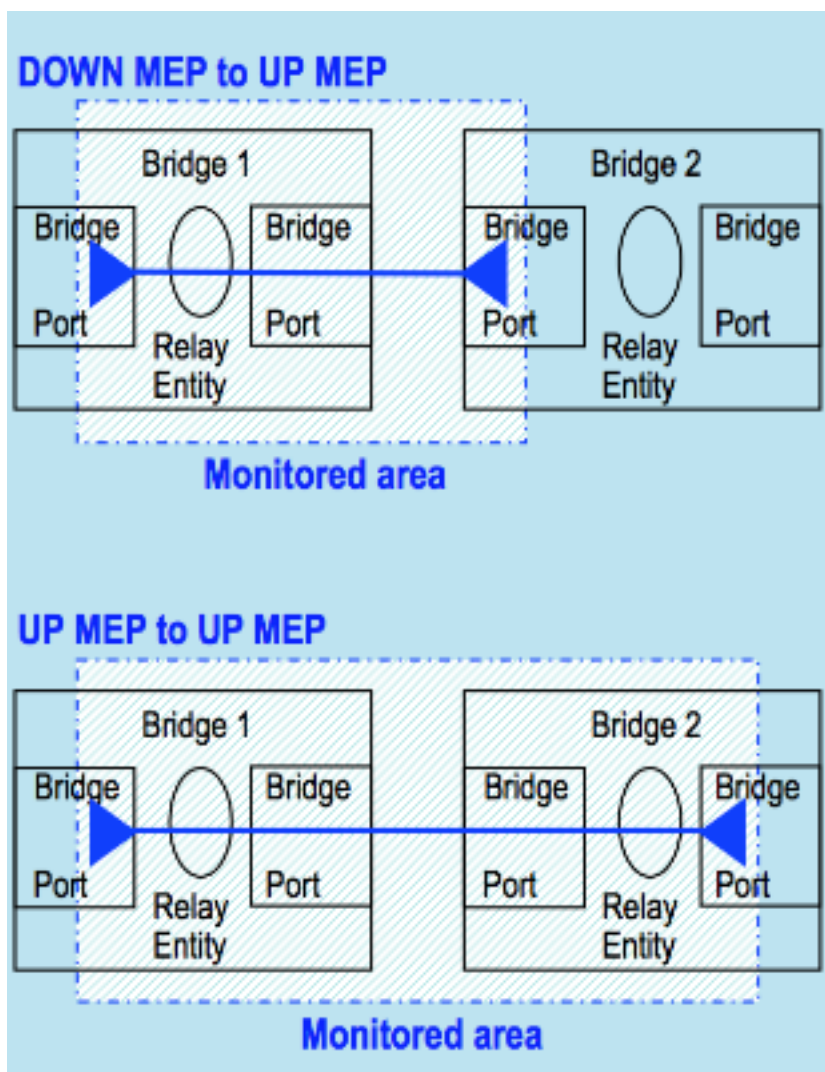 DOWN MEP to UP MEP
Bridge 1
Bridge 2
Bridge
Bridge
Bridge
Bridge
Port
Port
Port
Port
Relay
Entity
Relay
Entity
Monitored area
UP MEP to UP MEP
Bridge 1
Bridge 2
Bridge
Bridge
Bridge
Bridge
Port
Port
Port
Port
Relay
Entity
Relay
Entity
Monitored area